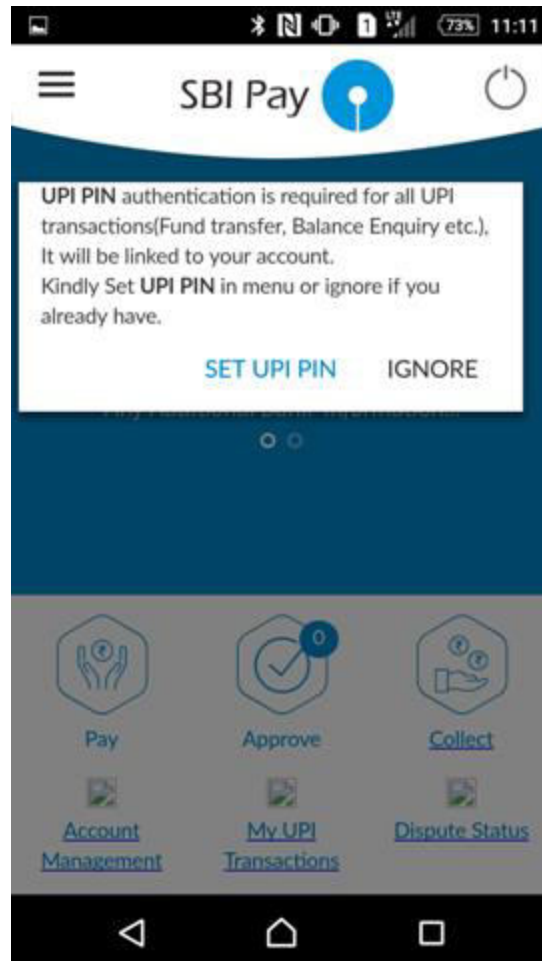 1 LTE 73% 11:11
SBI Pay
UPI PIN authentication is required for all UPI
transactions(Fund transfer, Balance Enquiry etc.),
It will be linked to your account.
Kindly Set UPI PIN in menu or ignore if you
already have.
SET UPI PIN IGNORE
0
Pay Approve Collect
Account My UPI Dispute Status
Management Transactions